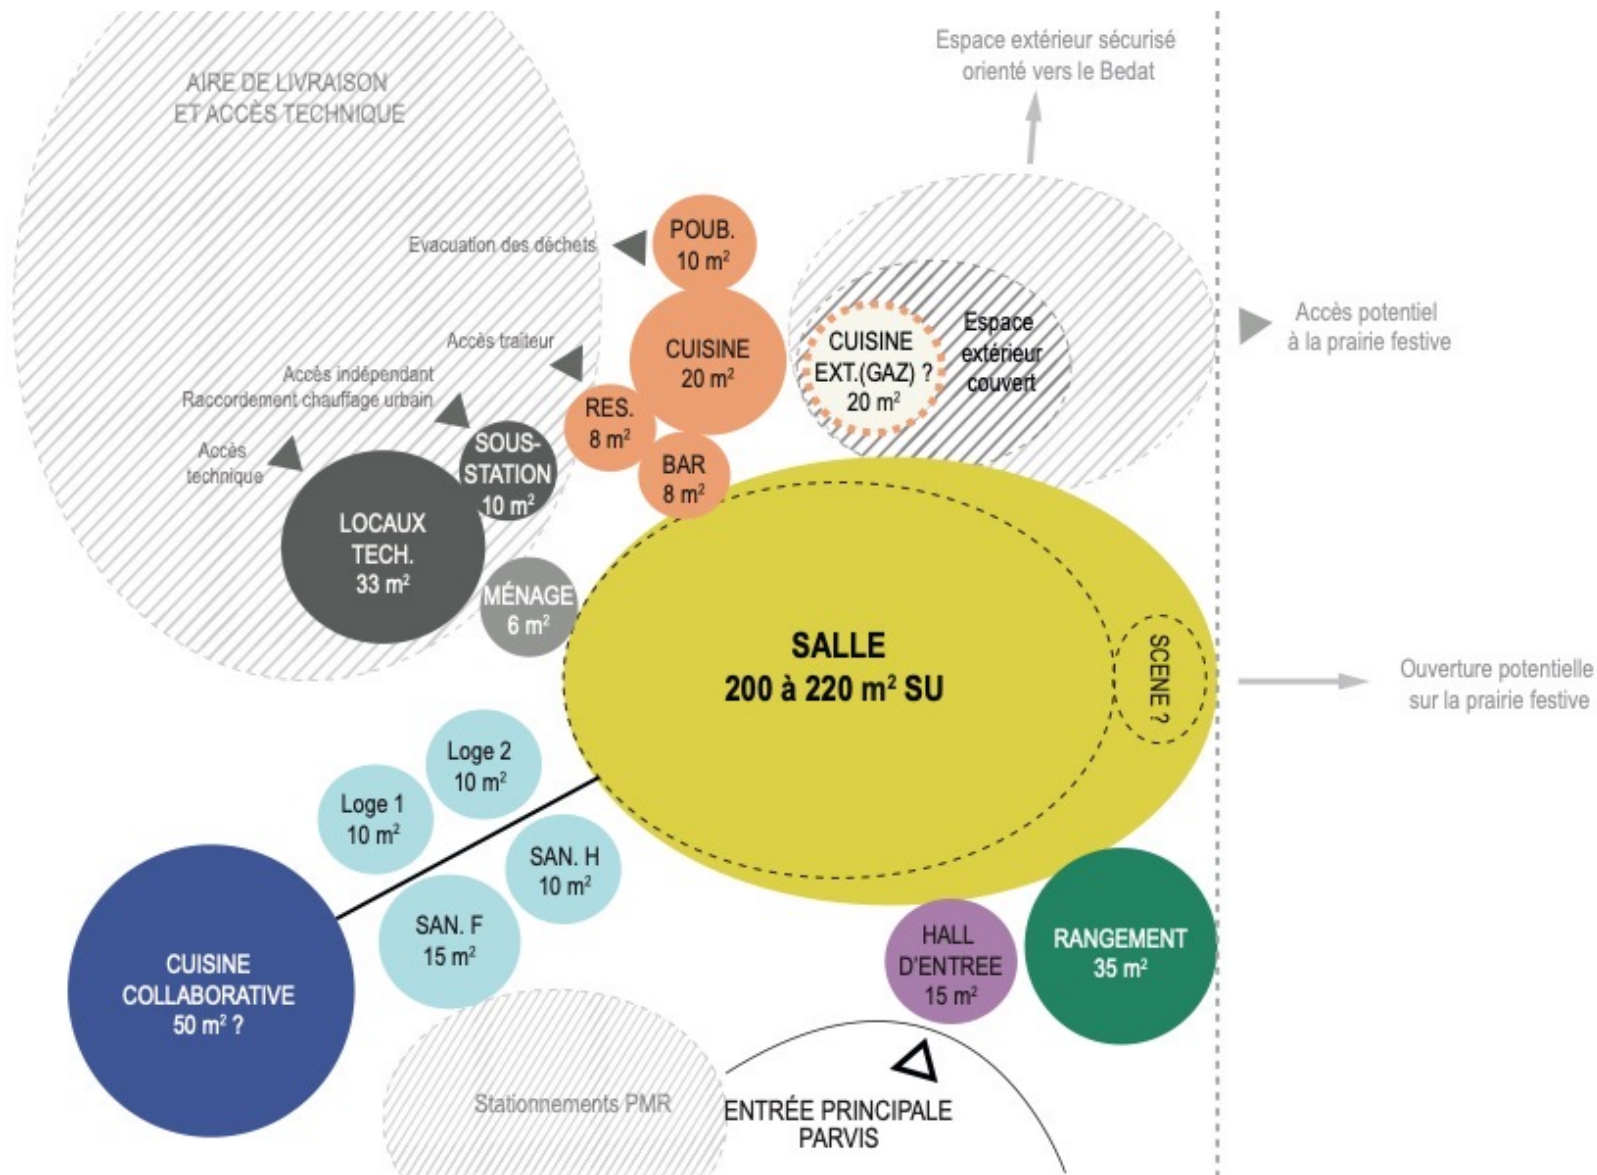 Espace extérieur sécurisé
orienté vers le Bedat
AIRE DE LIVRAISON
ET ACCÈS TECHNIQUE
POUB.
10 m²
Evacuation des déchets
Accès traiteur
CUISINE
20 m²
CUISINE
EXT.(GAZ) ?
20 m²
Espace
extérieur
couvert
Accès potentiel
à la prairie festive
Accès indépendant
Raccordement chauffage urbain
RES.
8 m²
BAR
8 m²
SOUS-
STATION
10 m²
Accès
technique
LOCAUX
TECH.
33 m²
MÉNAGE
6 m²
SALLE
200 à 220 m² SU
SCENE ?
Ouverture potentielle
sur la prairie festive
Loge 2
10 m²
Loge 1
10 m²
SAN. H
10 m²
SAN. F
15 m²
CUISINE
COLLABORATIVE
50 m² ?
HALL
D'ENTREE
15 m²
RANGEMENT
35 m²
Stationnements PMR
ENTRÉE PRINCIPALE
PARVIS